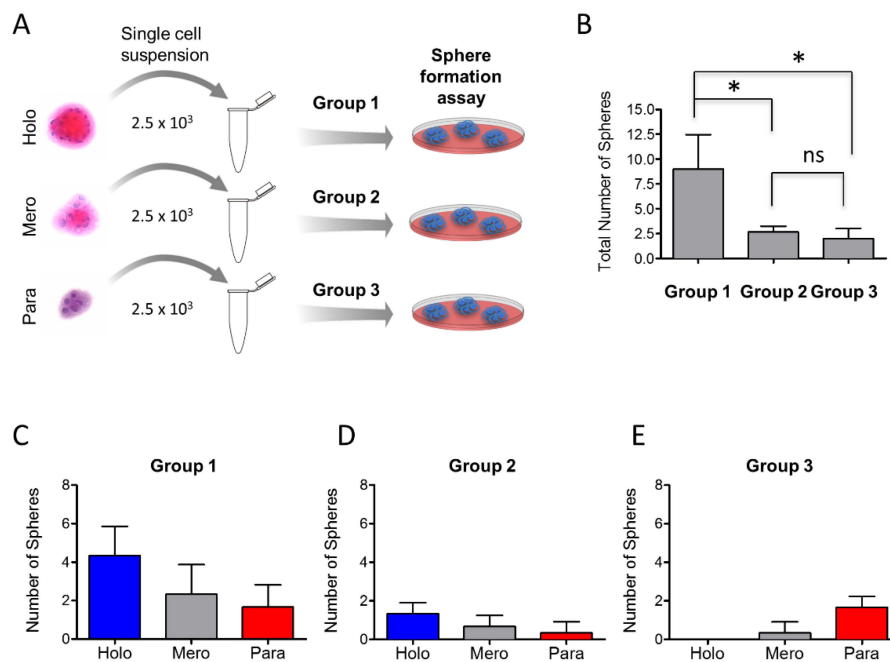 A
Single cell
suspension
Sphere
formation
assay
Holo
2.5 x 10³
Group 1
Mero
2.5 x 10³
Group 2
Para
2.5 x 10³
Group 3
B
*
*
ns
Total Number of Spheres
15.0
12.5
10.0
7.5
5.0
2.5
0.0
Group 1 Group 2 Group 3
C
Group 1
Number of Spheres
8
6
4
2
0
Holo Mero Para
D
Group 2
Number of Spheres
8
6
4
2
0
Holo Mero Para
E
Group 3
Number of Spheres
8
6
4
2
0
Holo Mero Para